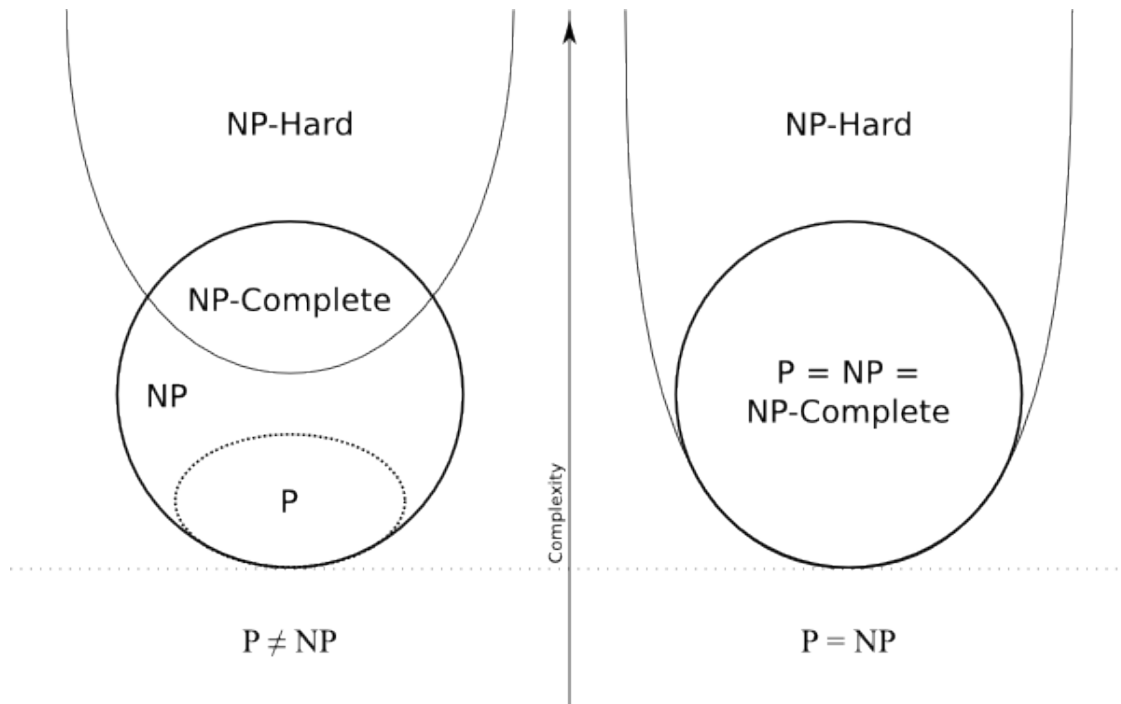 NP-Hard
NP-Complete
NP
P
P ≠ NP
Complexity
NP-Hard
P = NP =
NP-Complete
P = NP